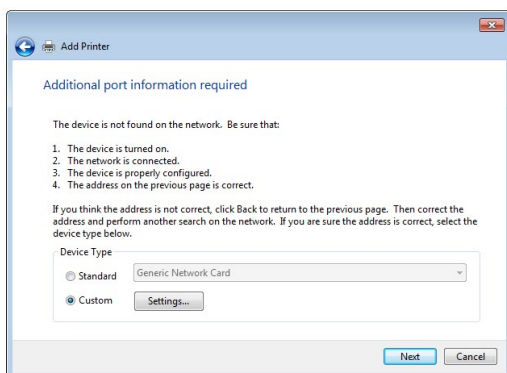 Add Printer
Additional port information required
The device is not found on the network. Be sure that:
1. The device is turned on.
2. The network is connected.
3. The device is properly configured.
4. The address on the previous page is correct.
If you think the address is not correct, click Back to return to the previous page. Then correct the
address and perform another search on the network. If you are sure the address is correct, select the
device type below.
Device Type
Standard
Generic Network Card
Custom
Settings...
Next
Cancel